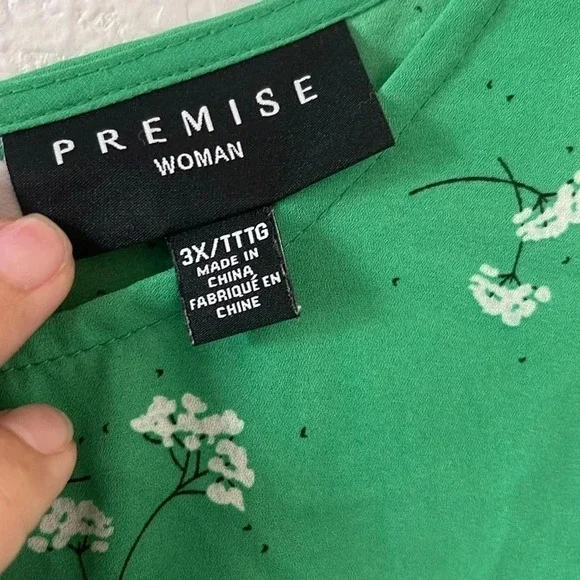 PREMISE
WOMAN
3X/TTTG
MADE IN
CHINA
FABRIQUÉ EN
CHINE